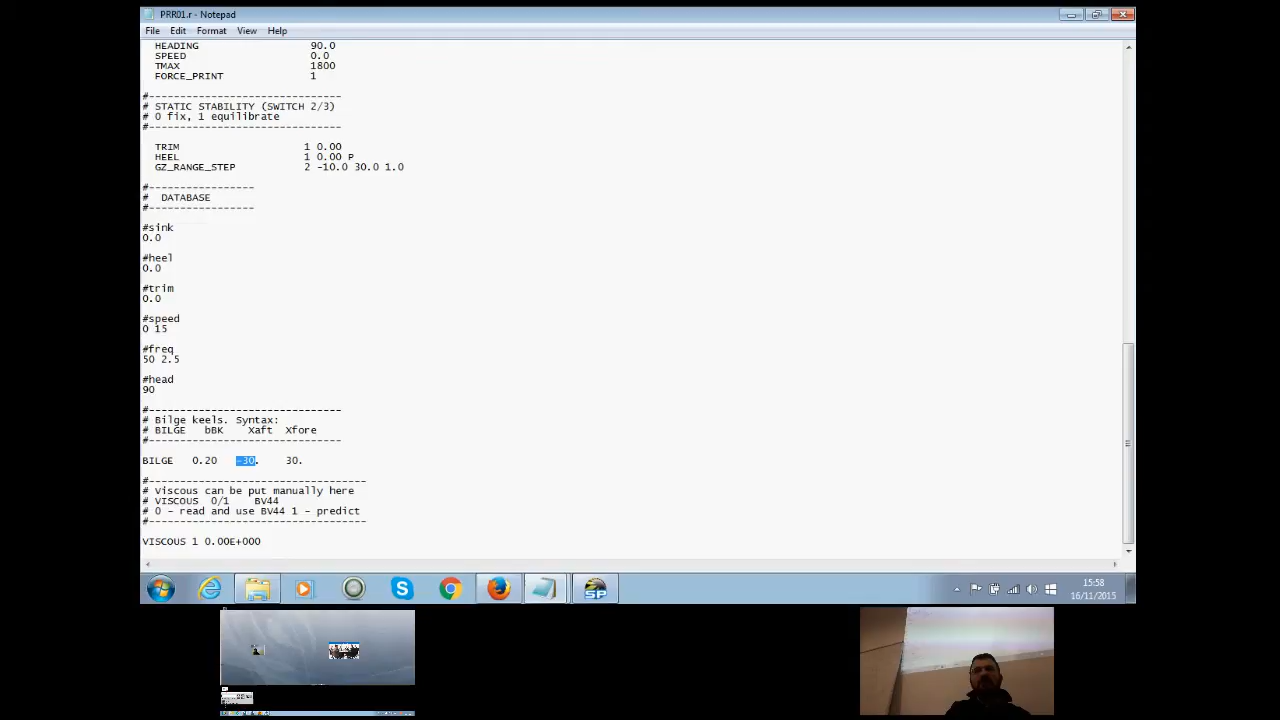 PRR01.r - Notepad
File Edit Format View Help
HEADING 90.0
SPEED 0.0
TMAX 1800
FORCE_PRINT 1
#--------------------------------
# STATIC STABILITY (SWITCH 2/3)
# 0 fix, 1 equilibrate
#--------------------------------
TRIM 1 0.00
HEEL 1 0.00 P
GZ_RANGE_STEP 2 -10.0 30.0 1.0
#-----------------
# DATABASE
#-----------------
#sink
0.0
#heel
0.0
#trim
0.0
#speed
0 15
#freq
50 2.5
#head
90
#-------------------------------
# Bilge keels. Syntax:
# BILGE bBK Xaft Xfore
#-------------------------------
BILGE 0.20 -30. 30.
#-----------------------------------
# Viscous can be put manually here
# VISCOUS 0/1 BV44
# 0 - read and use BV44 1 - predict
#-----------------------------------
VISCOUS 1 0.00E+000
SP
15:58
16/11/2015